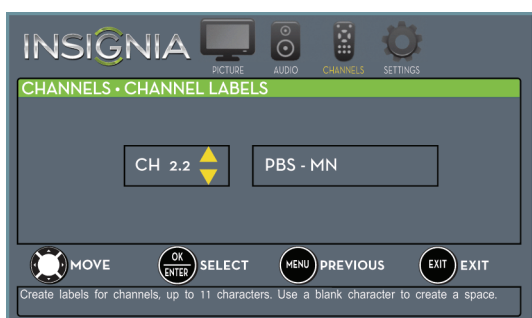 INSIGNIA
PICTURE AUDIO CHANNELS SETTINGS
CHANNELS • CHANNEL LABELS
CH 2.2 PBS - MN
MOVE OK ENTER SELECT MENU PREVIOUS EXIT EXIT
Create labels for channels, up to 11 characters. Use a blank character to create a space.